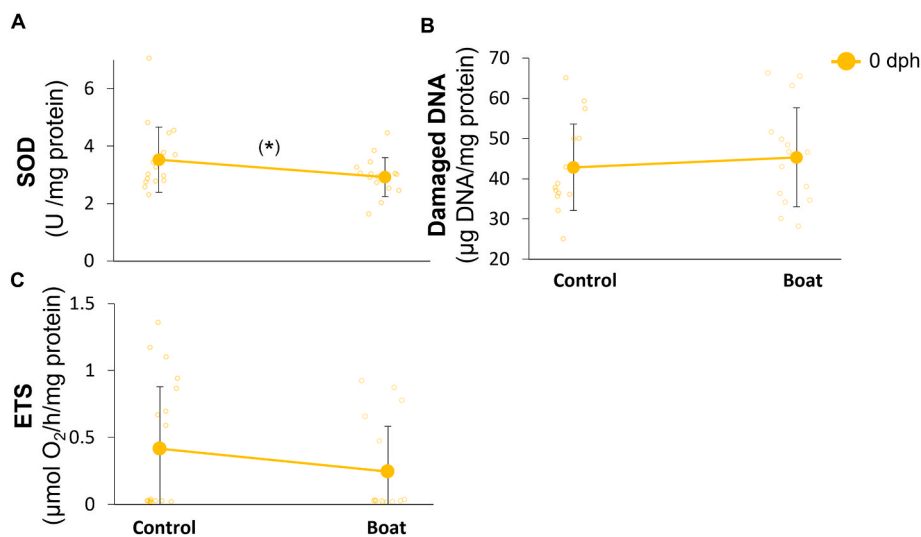 A
SOD
(U /mg protein)
6
4
2
0
(*)
B
Damaged DNA
(µg DNA/mg protein)
70
60
50
40
30
20
Control
Boat
0 dph
C
ETS
(µmol O₂/h/mg protein)
1.5
1
0.5
0
Control
Boat